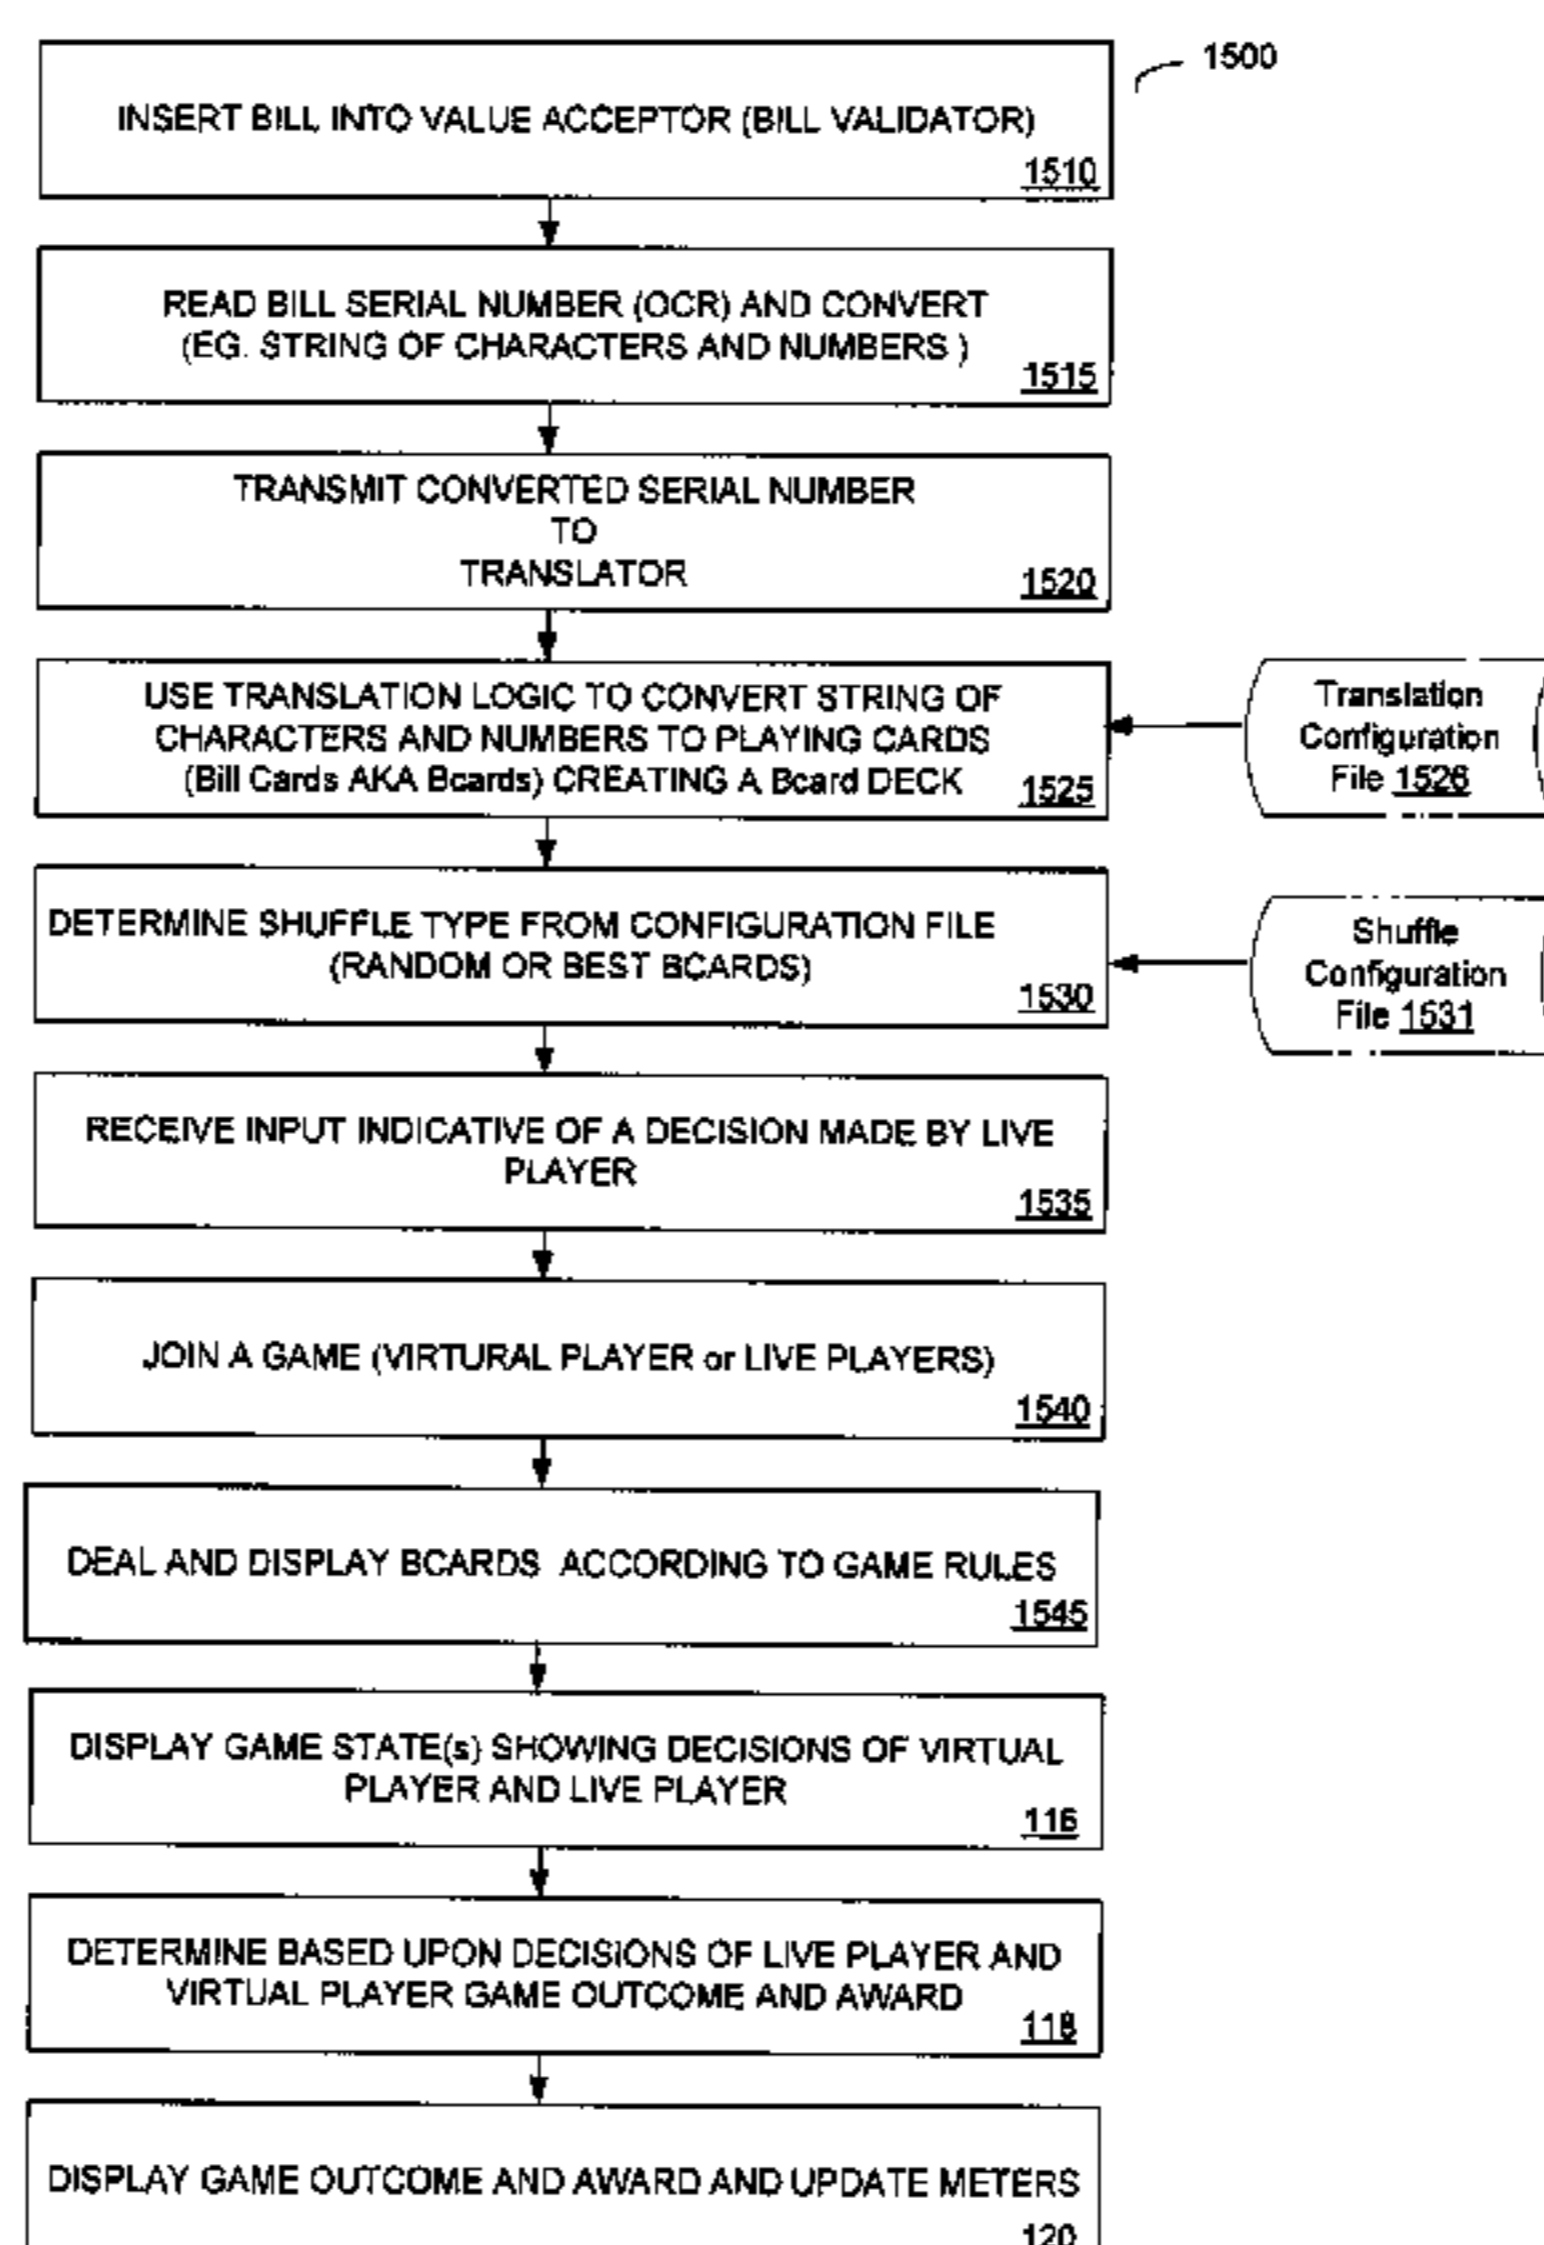 1500
INSERT BILL INTO VALUE ACCEPTOR (BILL VALIDATOR)
1510
READ BILL SERIAL NUMBER (OCR) AND CONVERT
(EG. STRING OF CHARACTERS AND NUMBERS )
1515
TRANSMIT CONVERTED SERIAL NUMBER
TO
TRANSLATOR
1520
USE TRANSLATION LOGIC TO CONVERT STRING OF
CHARACTERS AND NUMBERS TO PLAYING CARDS
(Bill Cards AKA Bcards) CREATING A Bcard DECK
1525
Translation
Configuration
File 1526
DETERMINE SHUFFLE TYPE FROM CONFIGURATION FILE
(RANDOM OR BEST BCARDS)
1530
Shuffle
Configuration
File 1531
RECEIVE INPUT INDICATIVE OF A DECISION MADE BY LIVE
PLAYER
1535
JOIN A GAME (VIRTURAL PLAYER or LIVE PLAYERS)
1540
DEAL AND DISPLAY BCARDS ACCORDING TO GAME RULES
1545
DISPLAY GAME STATE(s) SHOWING DECISIONS OF VIRTUAL
PLAYER AND LIVE PLAYER
116
DETERMINE BASED UPON DECISIONS OF LIVE PLAYER AND
VIRTUAL PLAYER GAME OUTCOME AND AWARD
118
DISPLAY GAME OUTCOME AND AWARD AND UPDATE METERS
120